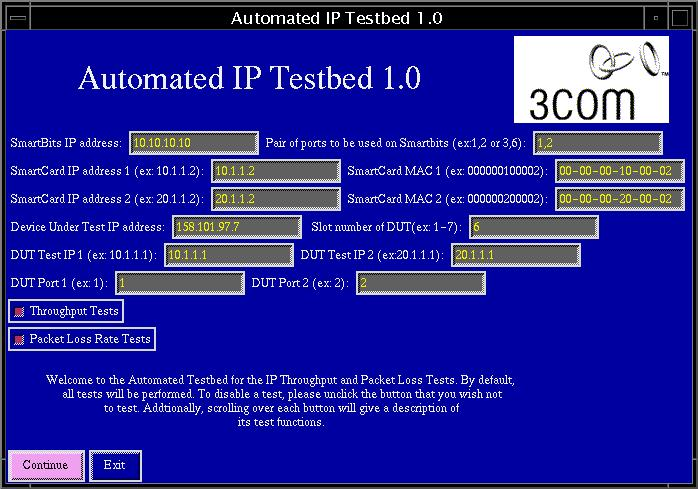 Automated IP Testbed 1.0
Automated IP Testbed 1.0
3COM TM
SmartBits IP address: 10.10.10.10 Pair of ports to be used on Smartbits (ex:1,2 or 3,6): 1,2
SmartCard IP address 1 (ex: 10.1.1.2): 10.1.1.2 SmartCard MAC 1 (ex: 000000100002): 00-00-00-10-00-02
SmartCard IP address 2 (ex: 20.1.1.2): 20.1.1.2 SmartCard MAC 2 (ex: 000000200002): 00-00-00-20-00-02
Device Under Test IP address: 158.101.97.7 Slot number of DUT(ex: 1-7): 6
DUT Test IP 1 (ex: 10.1.1.1): 10.1.1.1 DUT Test IP 2 (ex:20.1.1.1): 20.1.1.1
DUT Port 1 (ex: 1): 1 DUT Port 2 (ex: 2): 2
Throughput Tests
Packet Loss Rate Tests
Welcome to the Automated Testbed for the IP Throughput and Packet Loss Tests. By default,
all tests will be performed. To disable a test, please unclick the button that you wish not
to test. Addtionally, scrolling over each button will give a description of
its test functions.
Continue Exit